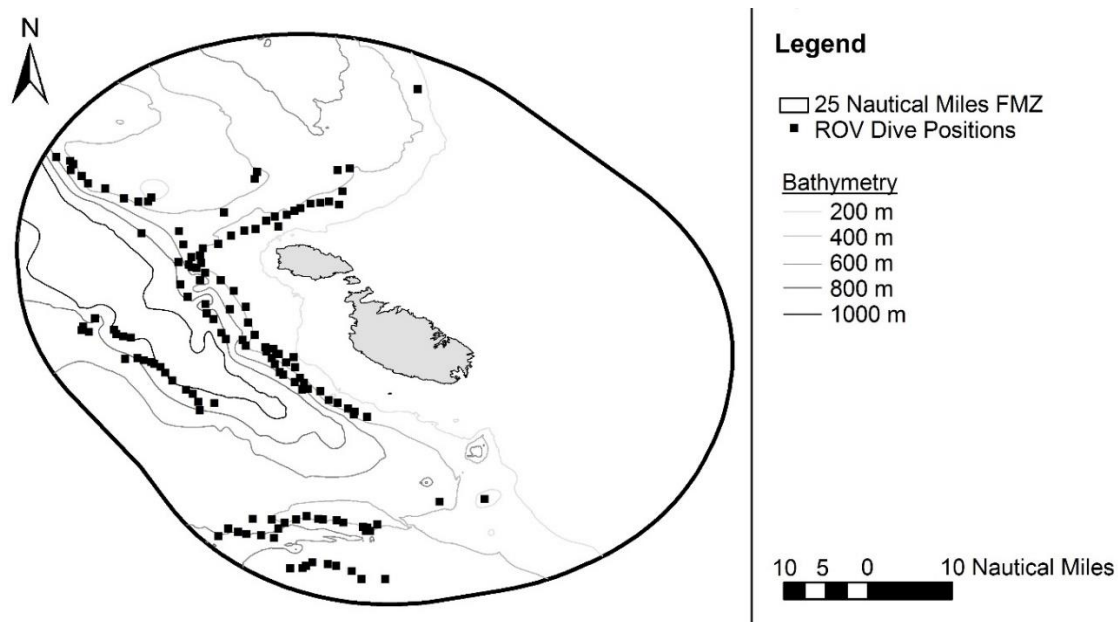 N
Legend
25 Nautical Miles FMZ
ROV Dive Positions
Bathymetry
200 m
400 m
600 m
800 m
1000 m
10 5 0 10 Nautical Miles